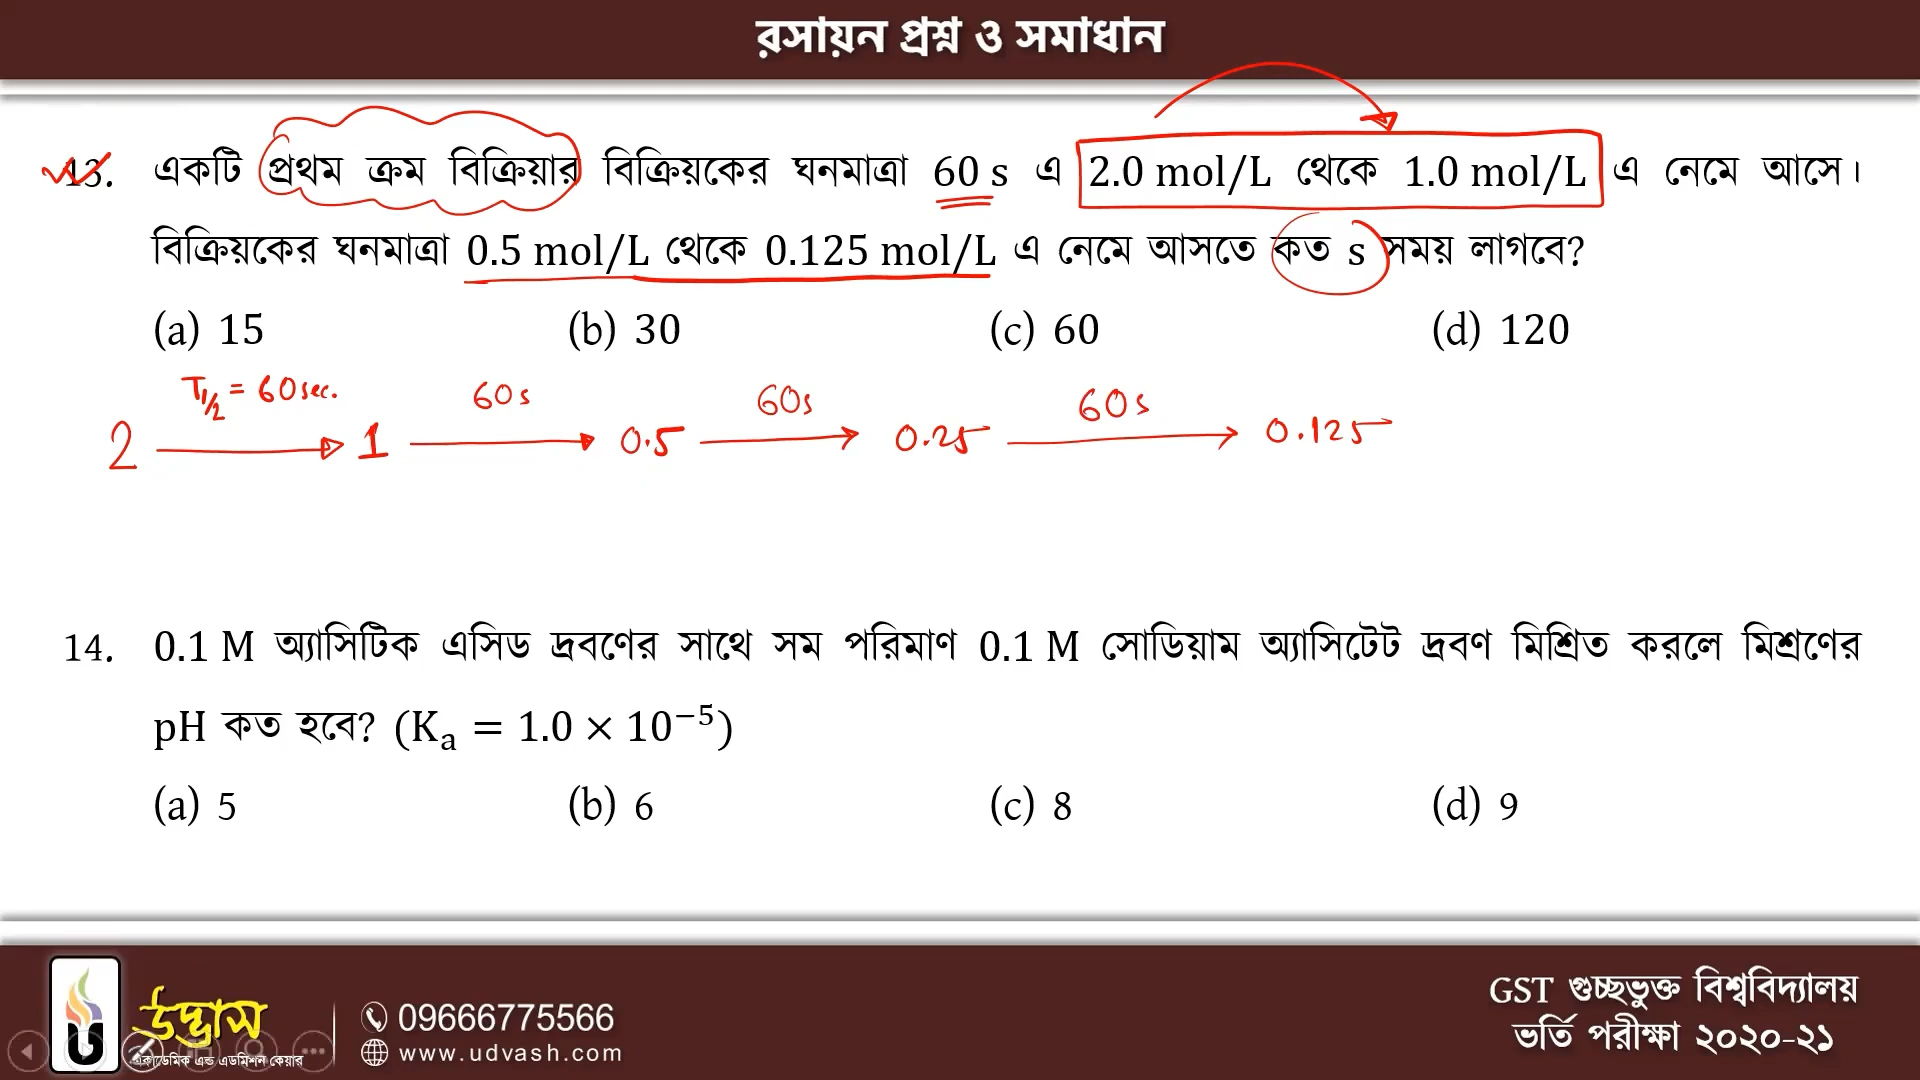 রসায়ন প্রশ্ন ও সমাধান
13. একটি প্রথম ক্রম বিক্রিয়ার বিক্রিয়কের ঘনমাত্রা 60 s এ 2.0 mol/L থেকে 1.0 mol/L এ নেমে আসে।
বিক্রিয়কের ঘনমাত্রা 0.5 mol/L থেকে 0.125 mol/L এ নেমে আসতে কত s সময় লাগবে?
(a) 15 (b) 30 (c) 60 (d) 120
T1/2 = 60 sec. 60s 60s 60s
2 → 1 → 0.5 → 0.25 → 0.125
14. 0.1 M অ্যাসিটিক এসিড দ্রবণের সাথে সম পরিমাণ 0.1 M সোডিয়াম অ্যাসিটেট দ্রবণ মিশ্রিত করলে মিশ্রণের
pH কত হবে? (Kₐ = 1.0 × 10⁻⁵)
(a) 5 (b) 6 (c) 8 (d) 9
উদ্ভাস
একাডেমিক এন্ড এডমিশন কেয়ার
09666775566
www.udvash.com
GST গুচ্ছভুক্ত বিশ্ববিদ্যালয়
ভর্তি পরীক্ষা ২০২০-২১